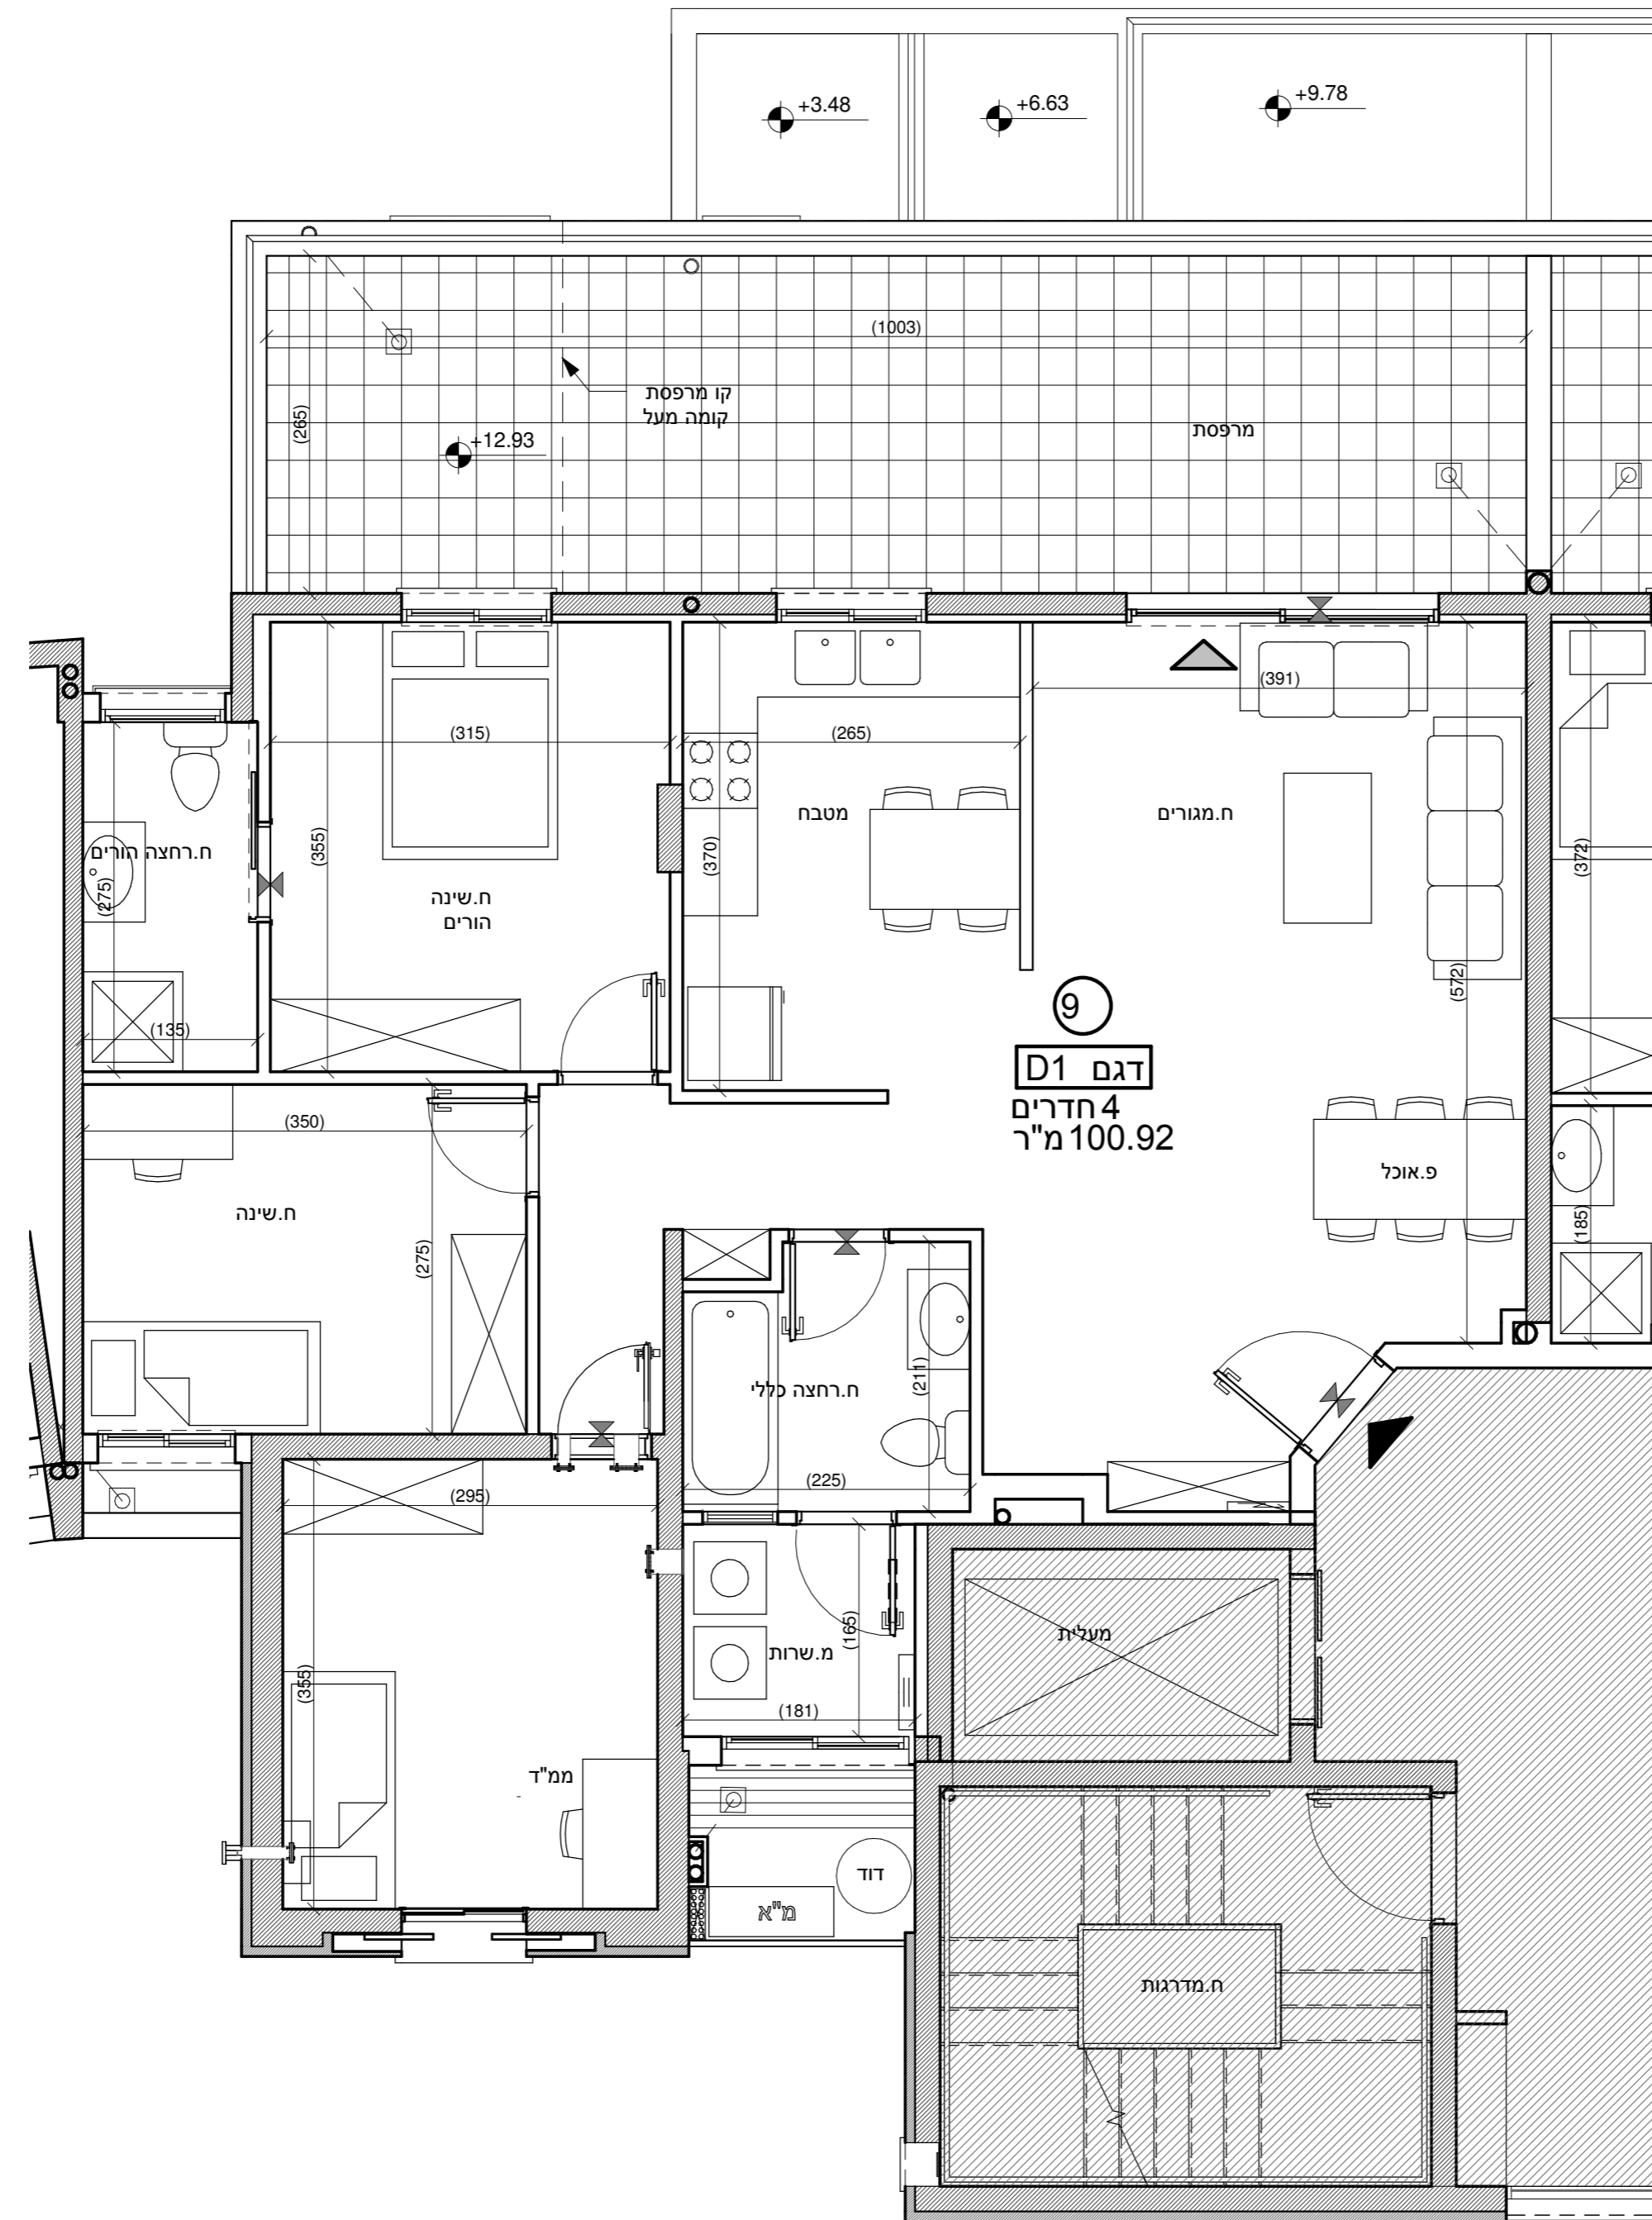 +3.48
+6.63
+9.78
(1003)
קו מרפסת
קומה מעל
(265)
+12.93
מרפסת
(391)
(315)
(265)
מטבח
ח.מגורים
(355)
(370)
(372)
ח.רחצה הורים
(275)
ח.שינה
הורים
(572)
9
(135)
דגם D1
4 חדרים
100.92 מ"ר
(350)
פ.אוכל
ח.שינה
(275)
(185)
ח.רחצה כללי
(211)
(295)
(225)
(165)
מעלית
מ.שרות
(355)
(181)
ממ"ד
דוד
מ"א
ח.מדרגות